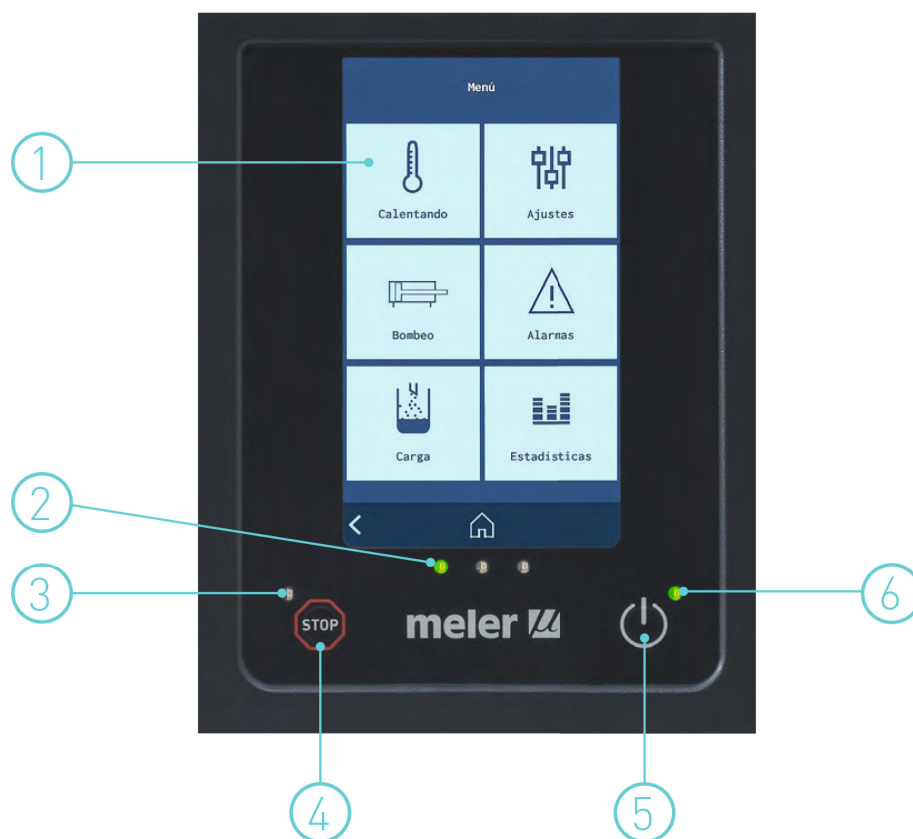 Menú
1
Calentando
Ajustes
Bombeo
Alarmas
Carga
Estadisticas
2
3
6
STOP
meler µ
4
5